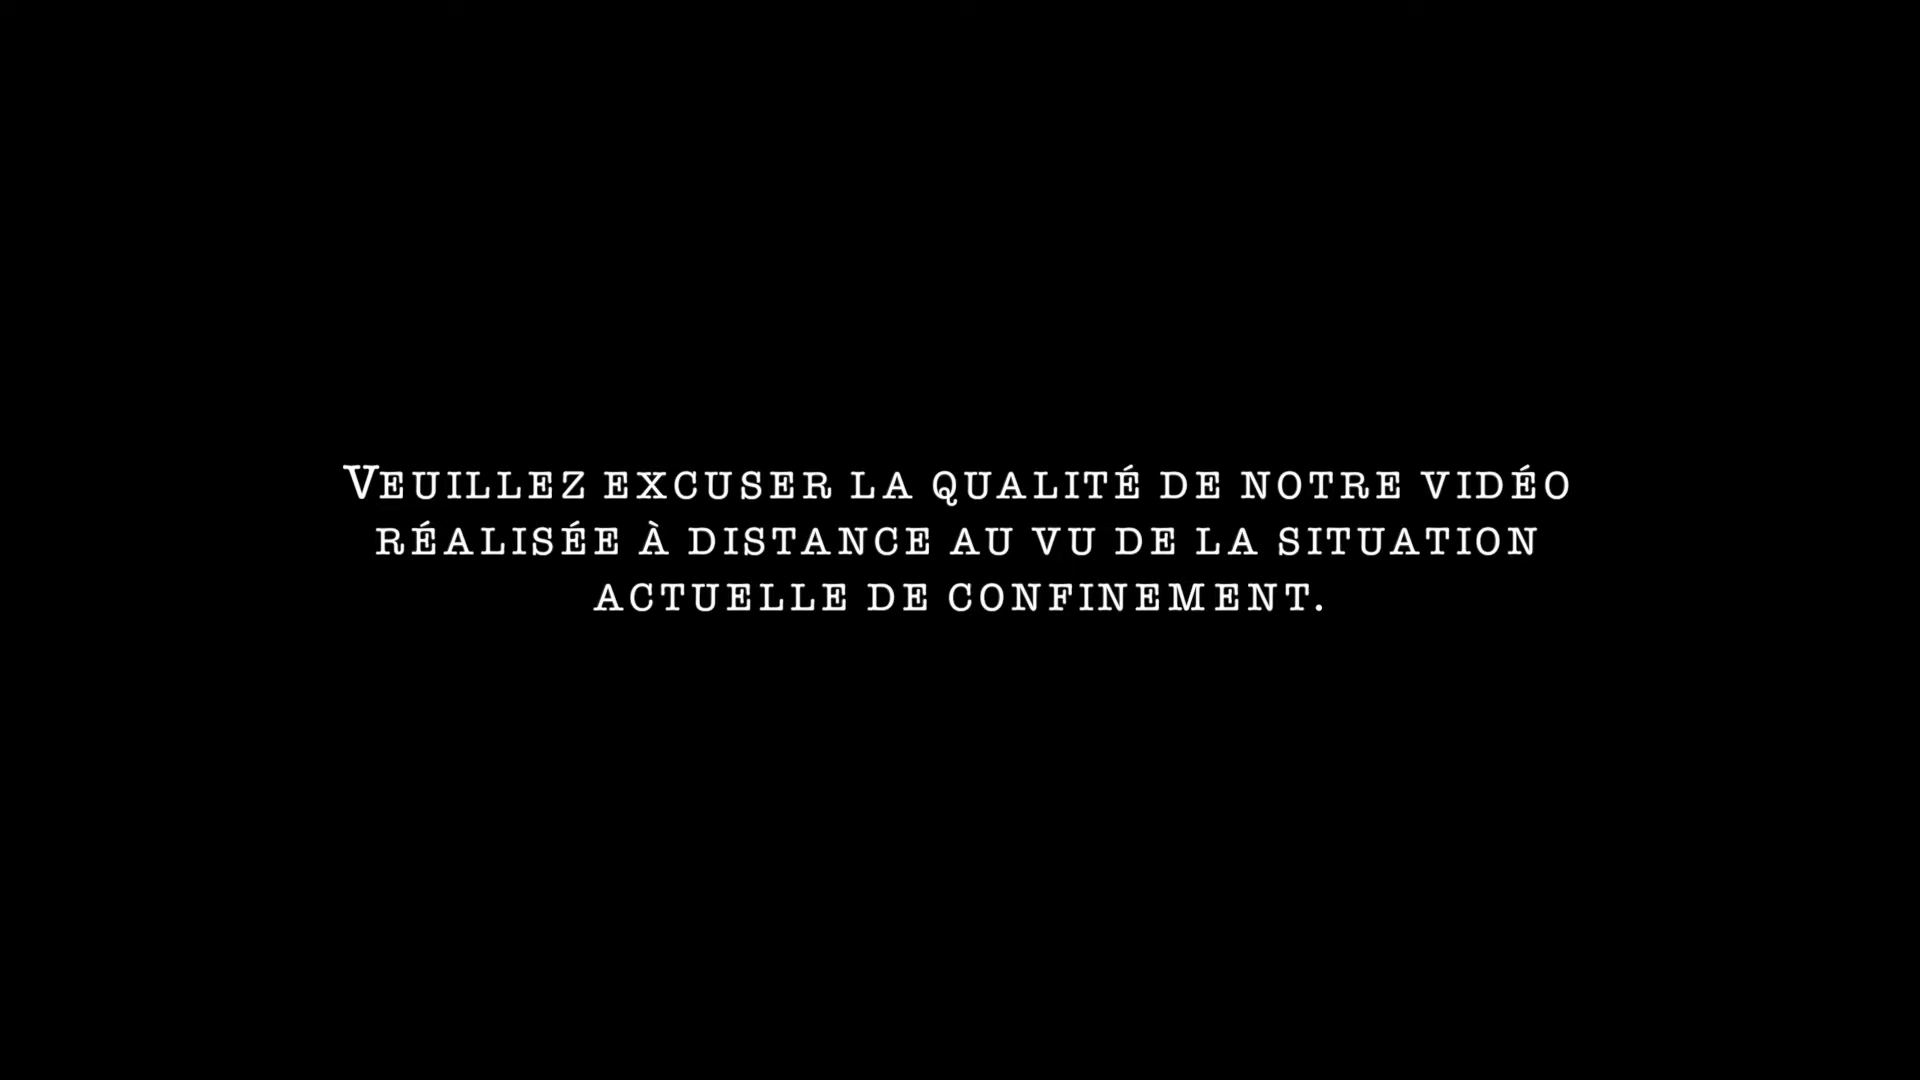 Veuillez excuser la qualité de notre vidéo
réalisée à distance au vu de la situation
actuelle de confinement.